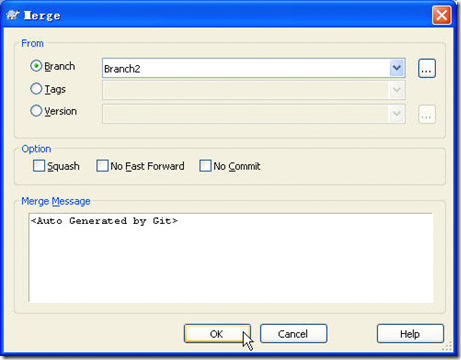 Merge
From
Branch
Branch2
...
Tags
Version
...
Option
Squash No Fast Forward No Commit
Merge Message
<Auto Generated by Git>
OK Cancel Help